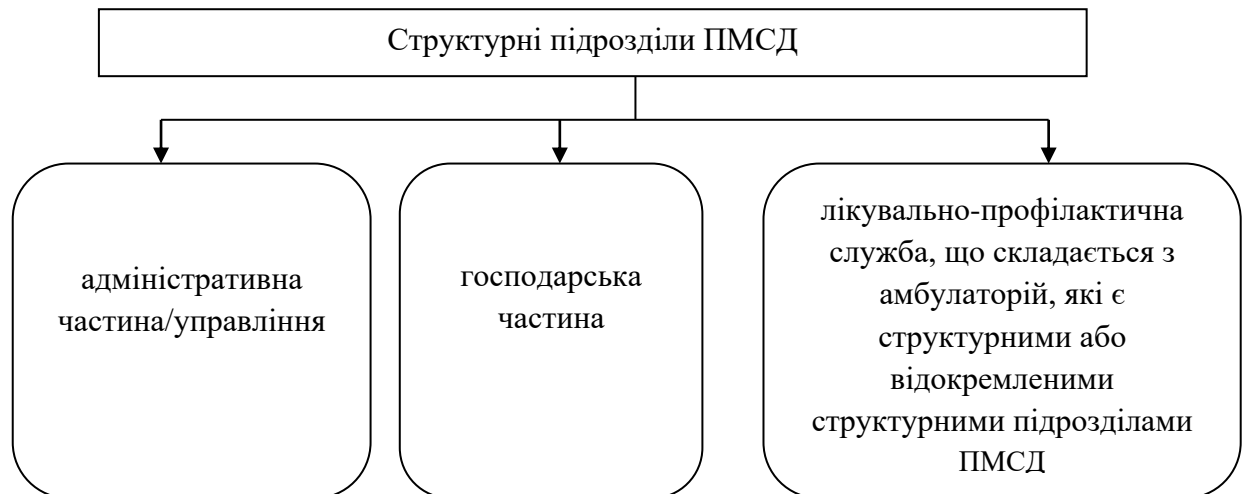 Структурні підрозділи ПМСД
адміністративна
частина/управління
господарська
частина
лікувально-профілактична
служба, що складається з
амбулаторій, які є
структурними або
відокремленими
структурними підрозділами
ПМСД